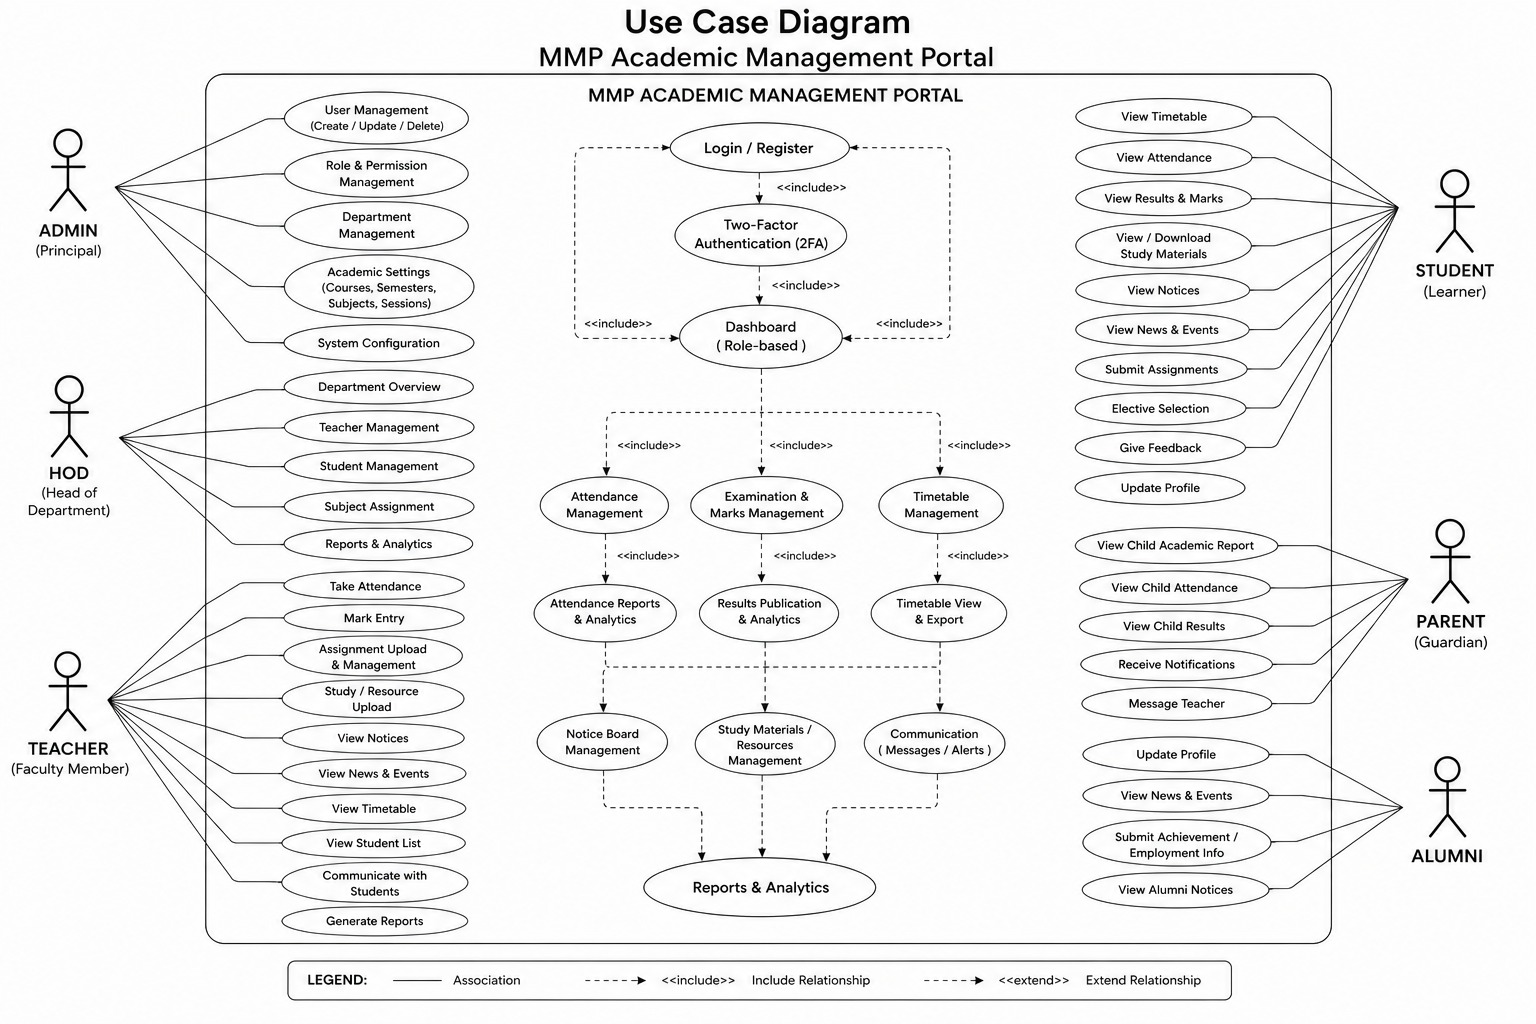 Use Case Diagram
MMP Academic Management Portal
MMP ACADEMIC MANAGEMENT PORTAL
ADMIN
(Principal)
HOD
(Head of
Department)
TEACHER
(Faculty Member)
User Management
(Create / Update / Delete)
Role & Permission
Management
Department
Management
Academic Settings
(Courses, Semesters,
Subjects, Sessions)
System Configuration
Department Overview
Teacher Management
Student Management
Subject Assignment
Reports & Analytics
Take Attendance
Mark Entry
Assignment Upload
& Management
Study / Resource
Upload
View Notices
View News & Events
View Timetable
View Student List
Communicate with
Students
Generate Reports
Login / Register
<<include>>
Two-Factor
Authentication (2FA)
<<include>>
<<include>>
<<include>>
Dashboard
( Role-based )
<<include>>
<<include>>
<<include>>
Attendance
Management
Examination &
Marks Management
Timetable
Management
<<include>>
<<include>>
<<include>>
Attendance Reports
& Analytics
Results Publication
& Analytics
Timetable View
& Export
Notice Board
Management
Study Materials /
Resources
Management
Communication
( Messages / Alerts )
Reports & Analytics
View Timetable
View Attendance
View Results & Marks
View / Download
Study Materials
View Notices
View News & Events
Submit Assignments
Elective Selection
Give Feedback
Update Profile
View Child Academic Report
View Child Attendance
View Child Results
Receive Notifications
Message Teacher
Update Profile
View News & Events
Submit Achievement /
Employment Info
View Alumni Notices
STUDENT
(Learner)
PARENT
(Guardian)
ALUMNI
LEGEND:
Association
<<include>>
Include Relationship
<<extend>>
Extend Relationship